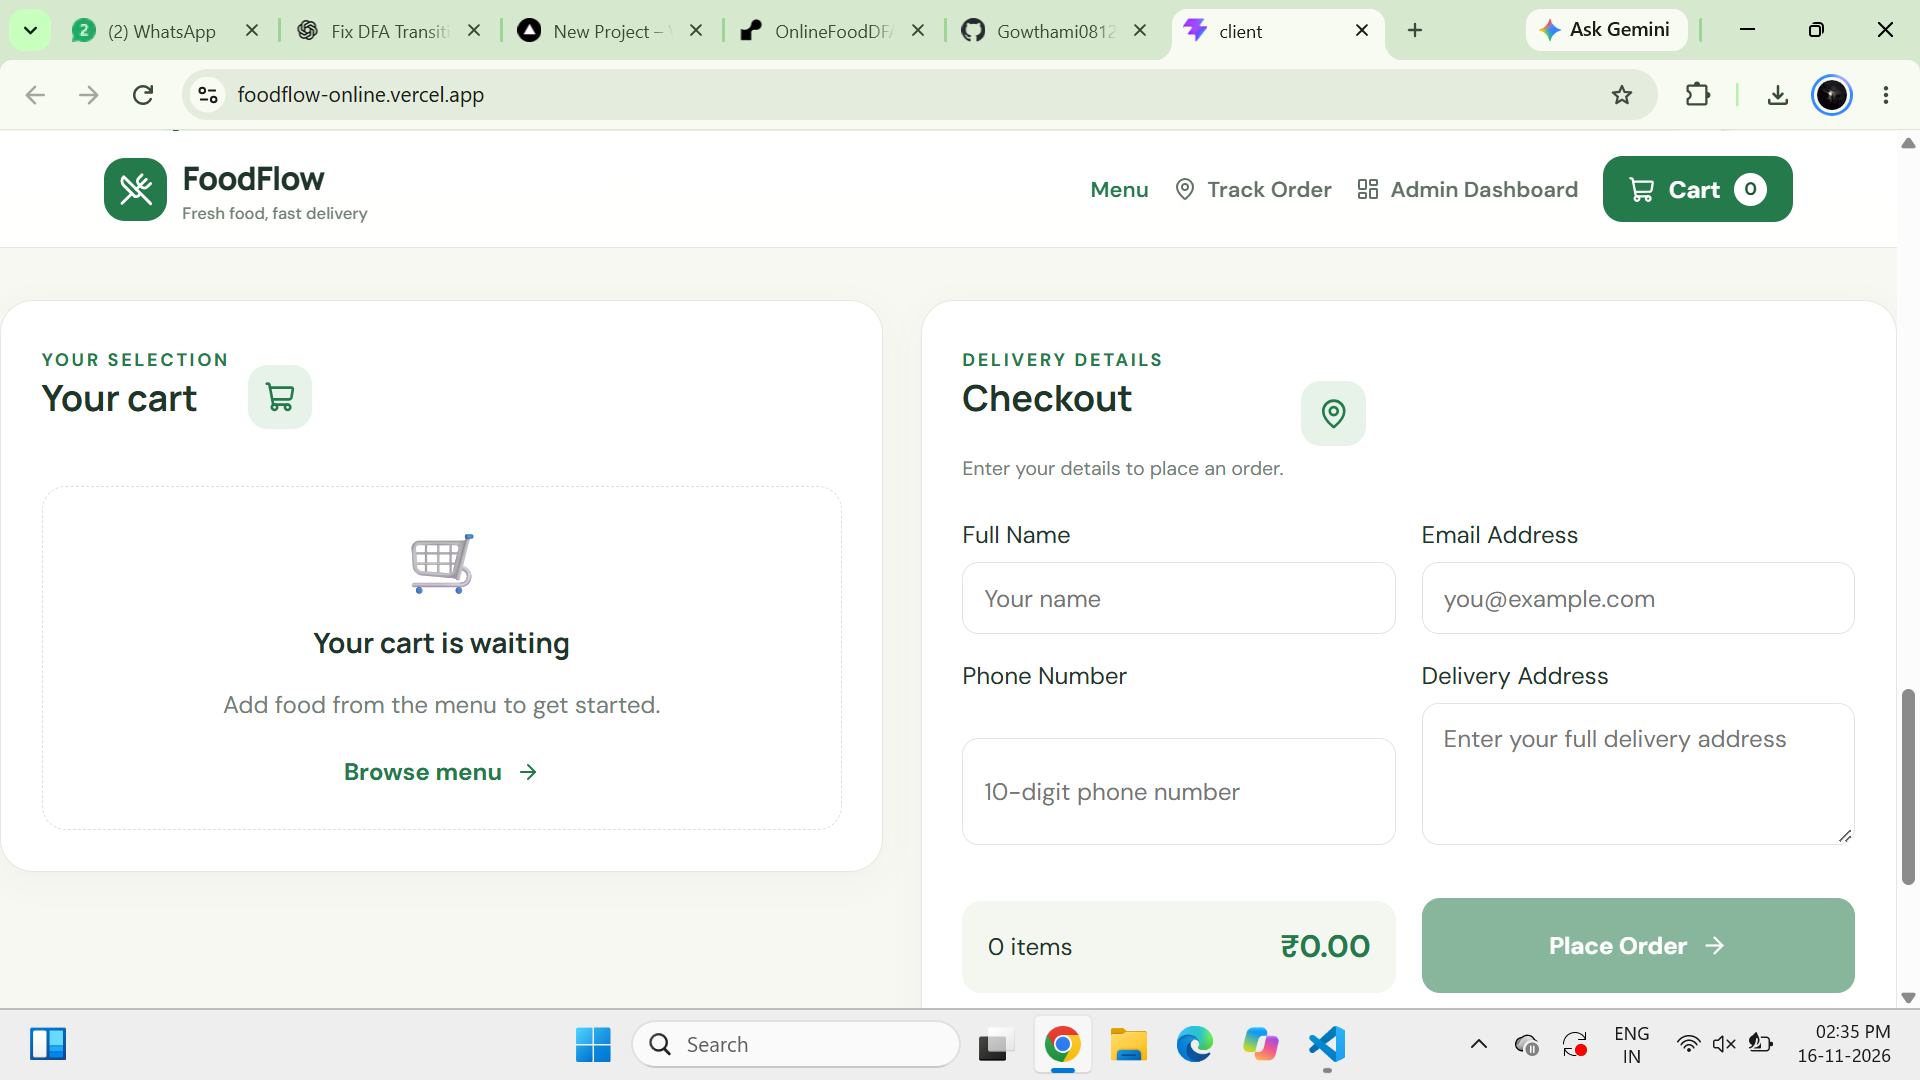 (2) WhatsApp
Fix DFA Transiti
New Project –
OnlineFoodDFA
Gowthami0812
client
Ask Gemini
foodflow-online.vercel.app
FoodFlow
Fresh food, fast delivery
Menu
Track Order
Admin Dashboard
Cart 0
YOUR SELECTION
Your cart
Your cart is waiting
Add food from the menu to get started.
Browse menu →
DELIVERY DETAILS
Checkout
Enter your details to place an order.
Full Name
Your name
Email Address
you@example.com
Phone Number
10-digit phone number
Delivery Address
Enter your full delivery address
0 items ₹0.00
Place Order →
Search
ENG
IN
02:35 PM
16-11-2026